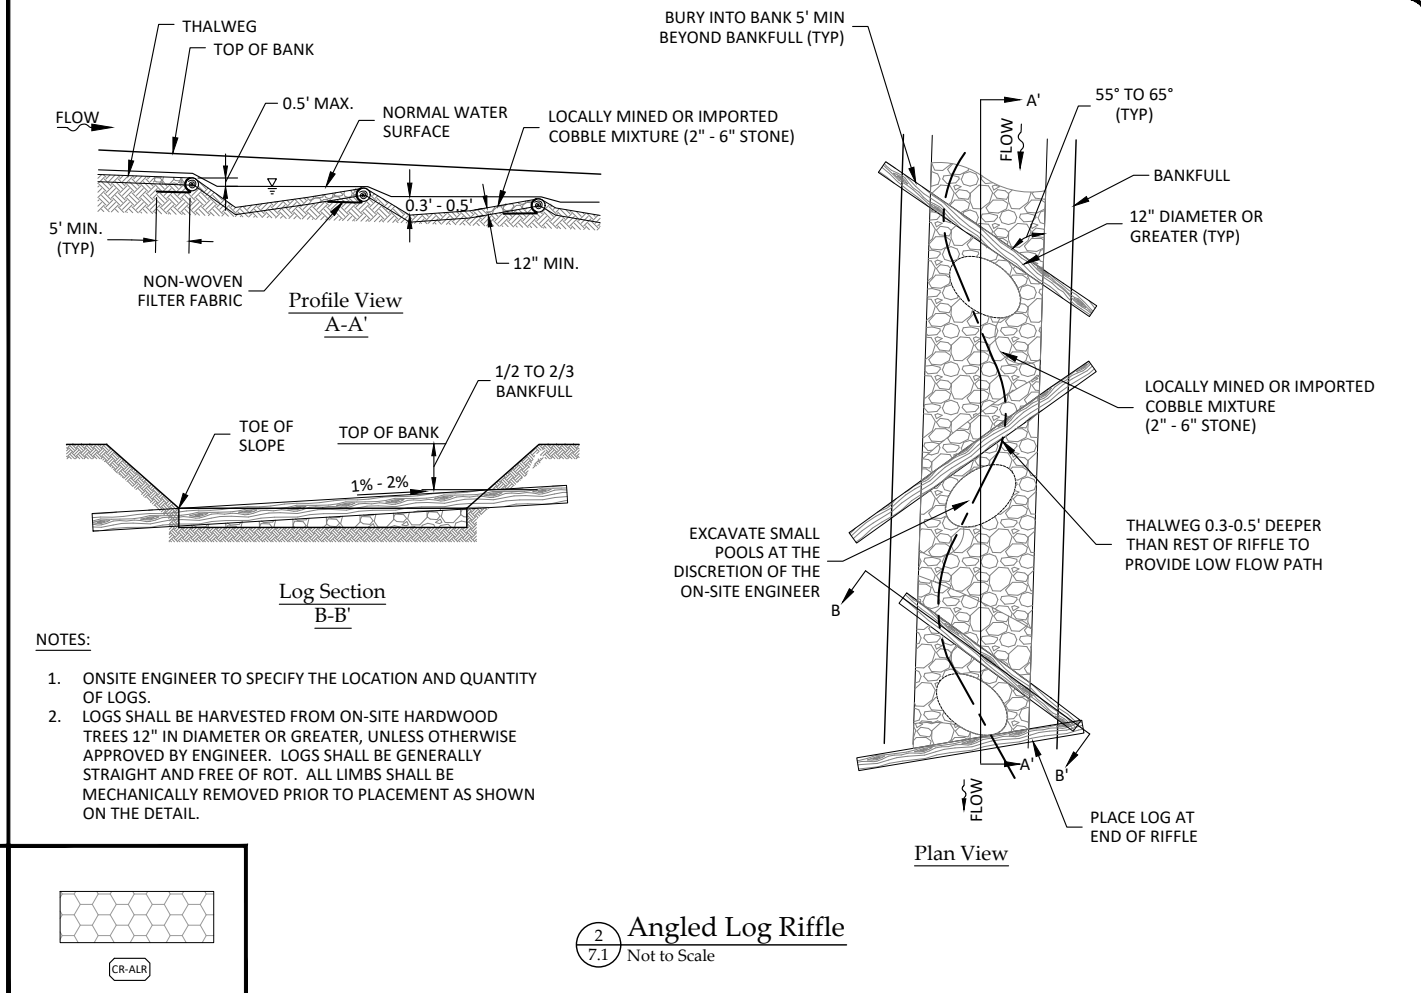 THALWEG
TOP OF BANK
FLOW
0.5' MAX.
NORMAL WATER
SURFACE
LOCALLY MINED OR IMPORTED
COBBLE MIXTURE (2" - 6" STONE)
0.3' - 0.5'
5' MIN.
(TYP)
12" MIN.
NON-WOVEN
FILTER FABRIC
Profile View
A-A'
1/2 TO 2/3
BANKFULL
TOE OF
SLOPE
TOP OF BANK
1% - 2%
Log Section
B-B'
NOTES:
1. ONSITE ENGINEER TO SPECIFY THE LOCATION AND QUANTITY
OF LOGS.
2. LOGS SHALL BE HARVESTED FROM ON-SITE HARDWOOD
TREES 12" IN DIAMETER OR GREATER, UNLESS OTHERWISE
APPROVED BY ENGINEER. LOGS SHALL BE GENERALLY
STRAIGHT AND FREE OF ROT. ALL LIMBS SHALL BE
MECHANICALLY REMOVED PRIOR TO PLACEMENT AS SHOWN
ON THE DETAIL.
BURY INTO BANK 5' MIN
BEYOND BANKFULL (TYP)
A'
FLOW
55° TO 65°
(TYP)
BANKFULL
12" DIAMETER OR
GREATER (TYP)
LOCALLY MINED OR IMPORTED
COBBLE MIXTURE
(2" - 6" STONE)
EXCAVATE SMALL
POOLS AT THE
DISCRETION OF THE
ON-SITE ENGINEER
THALWEG 0.3-0.5' DEEPER
THAN REST OF RIFFLE TO
PROVIDE LOW FLOW PATH
B
A'
B'
FLOW
PLACE LOG AT
END OF RIFFLE
Plan View
2
7.1
Angled Log Riffle
Not to Scale
CR-ALR